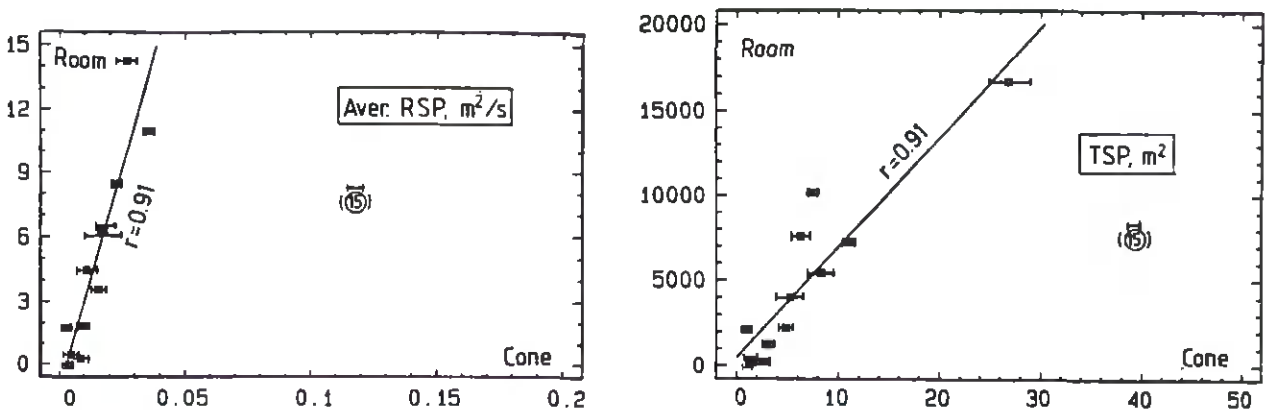 15
12
9
6
3
0
Room
Aver. RSP, m²/s
r=0.91
(15)
Cone
0 0.05 0.1 0.15 0.2
20000
15000
10000
5000
0
Room
TSP, m²
r=0.91
(15)
Cone
0 10 20 30 40 50